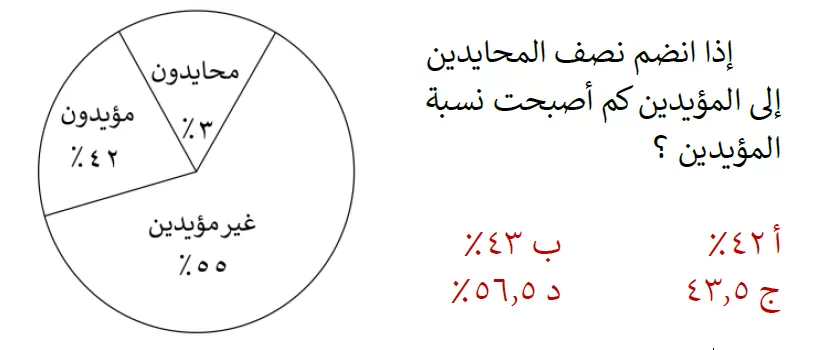 إذا انضم نصف المحايدين
إلى المؤيدين كم أصبحت نسبة
المؤيدين ؟
أ ٤٢٪ ب ٤٣٪
ج ٤٣,٥ د ٥٦,٥٪
محايدون
٣٪
مؤيدون
٤٢٪
غير مؤيدين
٥٥٪